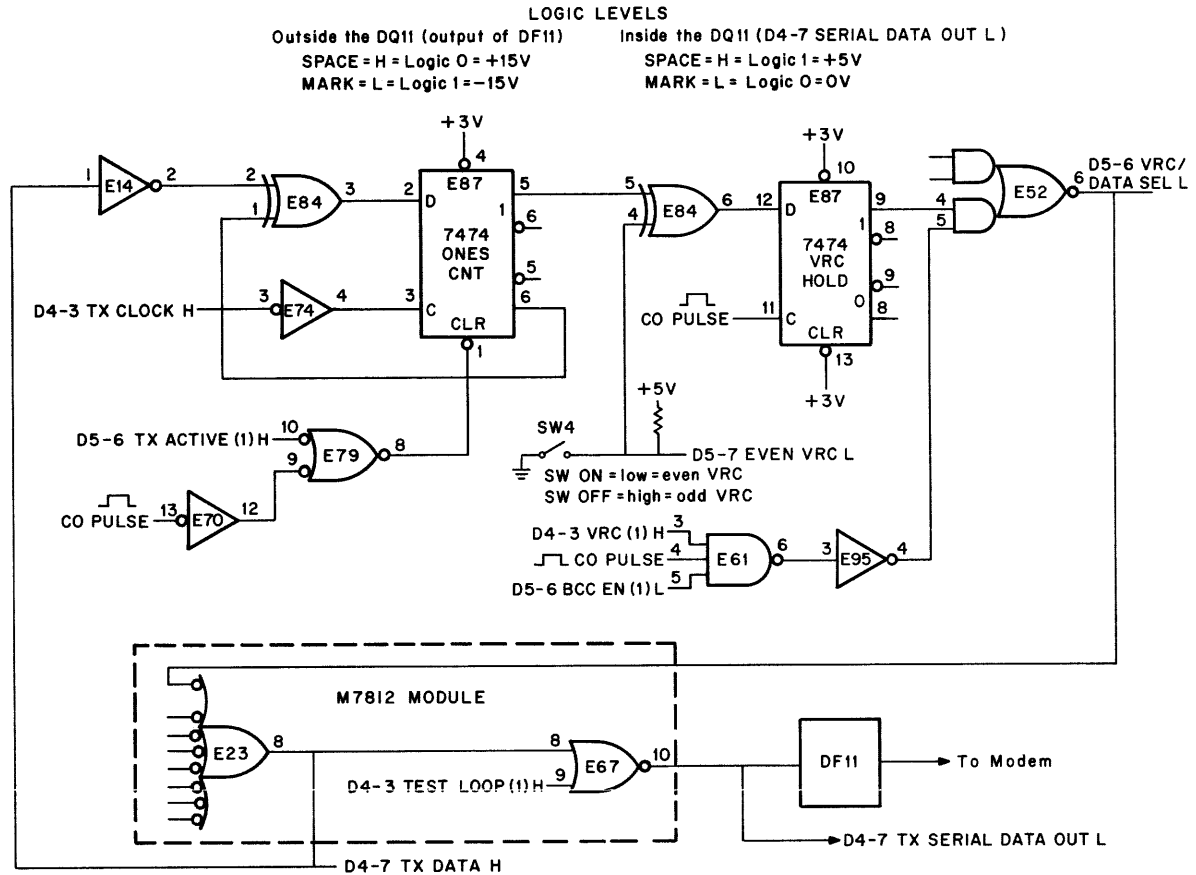 LOGIC LEVELS
Outside the DQ11 (output of DF11)
SPACE = H = Logic 0 = +15V
MARK = L = Logic 1 = -15V
Inside the DQ11 (D4-7 SERIAL DATA OUT L)
SPACE = H = Logic 1 = +5V
MARK = L = Logic 0 = 0V
1
E14
2
2
1
E84
3
+3V
4
2
D
E87
7474
ONES
CNT
1
5
6
5
6
3
C
CLR
1
D4-3 TX CLOCK H
3
E74
4
5
4
E84
6
+3V
10
12
D
E87
7474
VRC
HOLD
1
9
8
9
0
8
CO PULSE
11
C
CLR
13
+3V
4
5
E52
6
D5-6 VRC/
DATA SEL L
D5-6 TX ACTIVE (1) H
10
9
E79
8
CO PULSE
13
E70
12
SW4
+5V
D5-7 EVEN VRC L
SW ON = low = even VRC
SW OFF = high = odd VRC
D4-3 VRC (1) H
3
CO PULSE
4
D5-6 BCC EN (1) L
5
E61
6
3
E95
4
M7812 MODULE
E23
8
8
D4-3 TEST LOOP (1) H
9
E67
10
DF11
To Modem
D4-7 TX SERIAL DATA OUT L
D4-7 TX DATA H